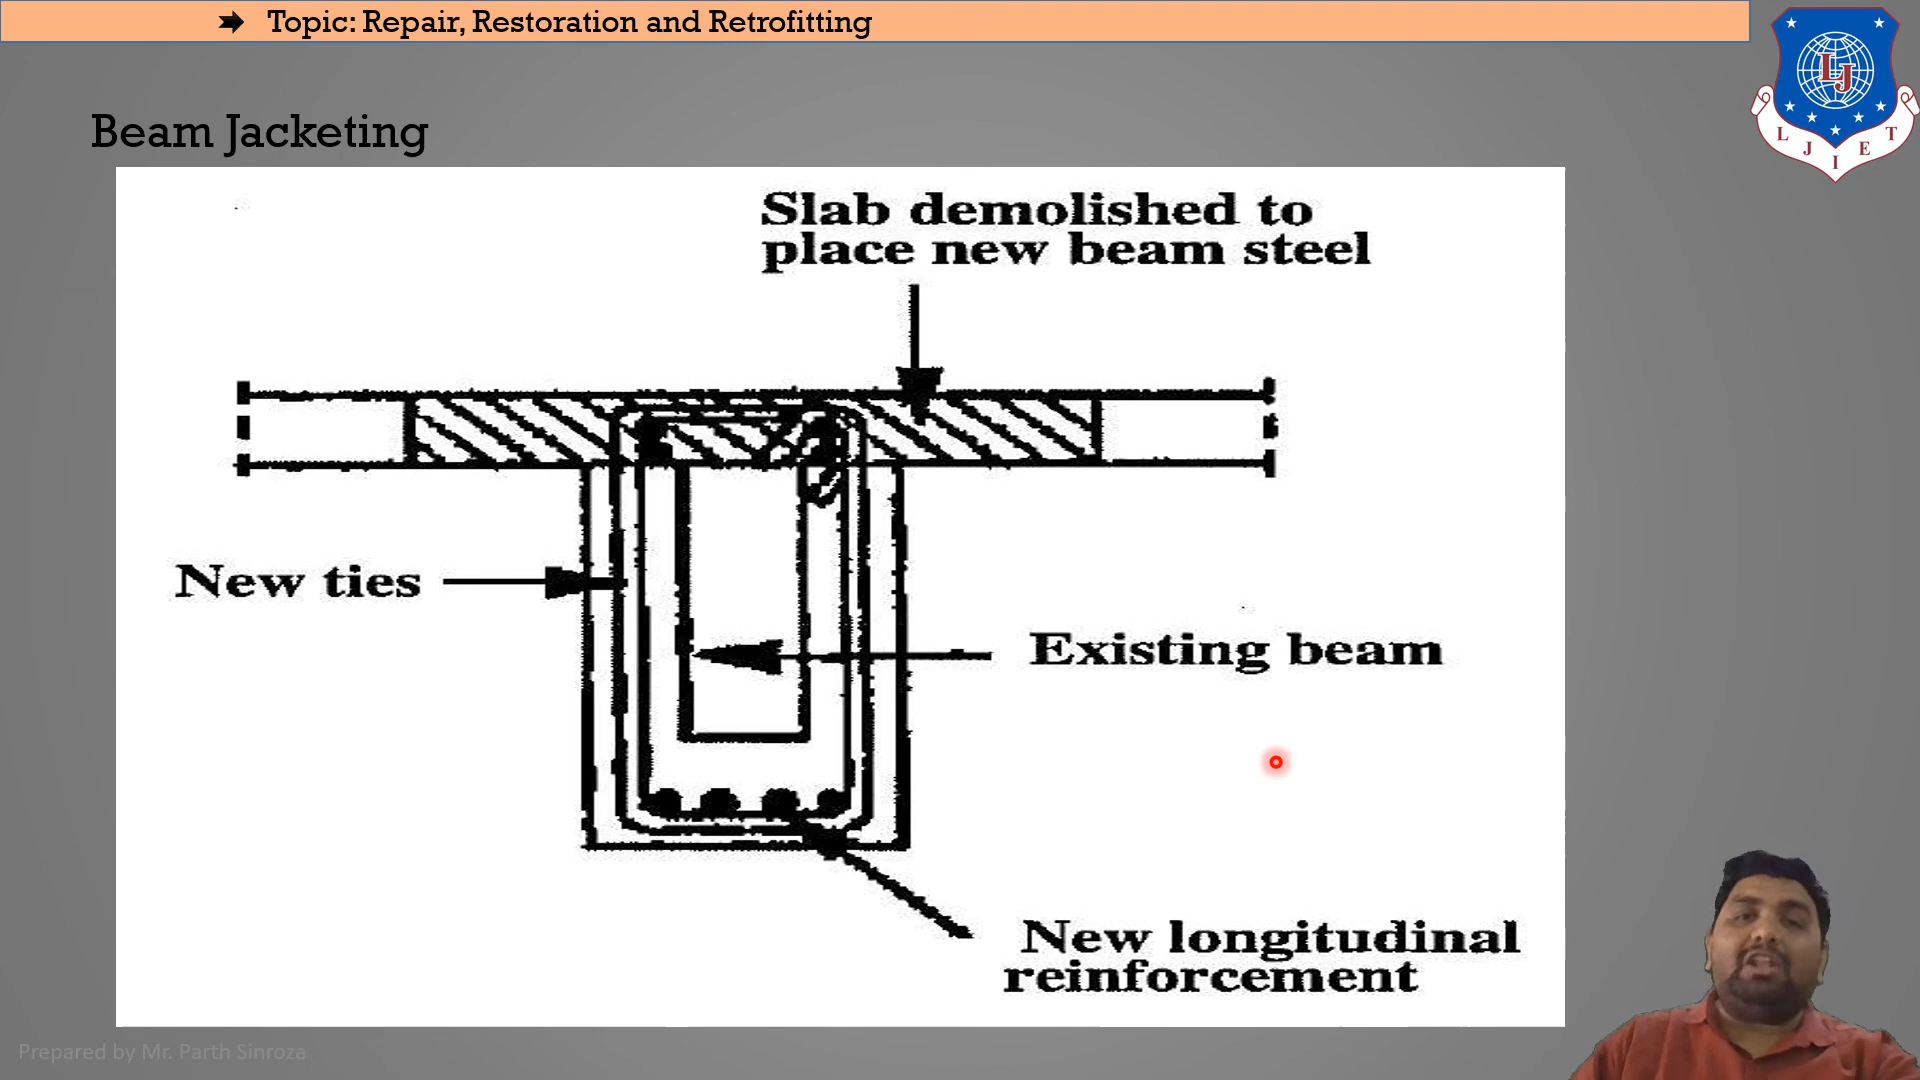 Topic: Repair, Restoration and Retrofitting
LJ
L J I E T
Beam Jacketing
Slab demolished to
place new beam steel
New ties
Existing beam
New longitudinal
reinforcement
Prepared by Mr. Parth Sinroza